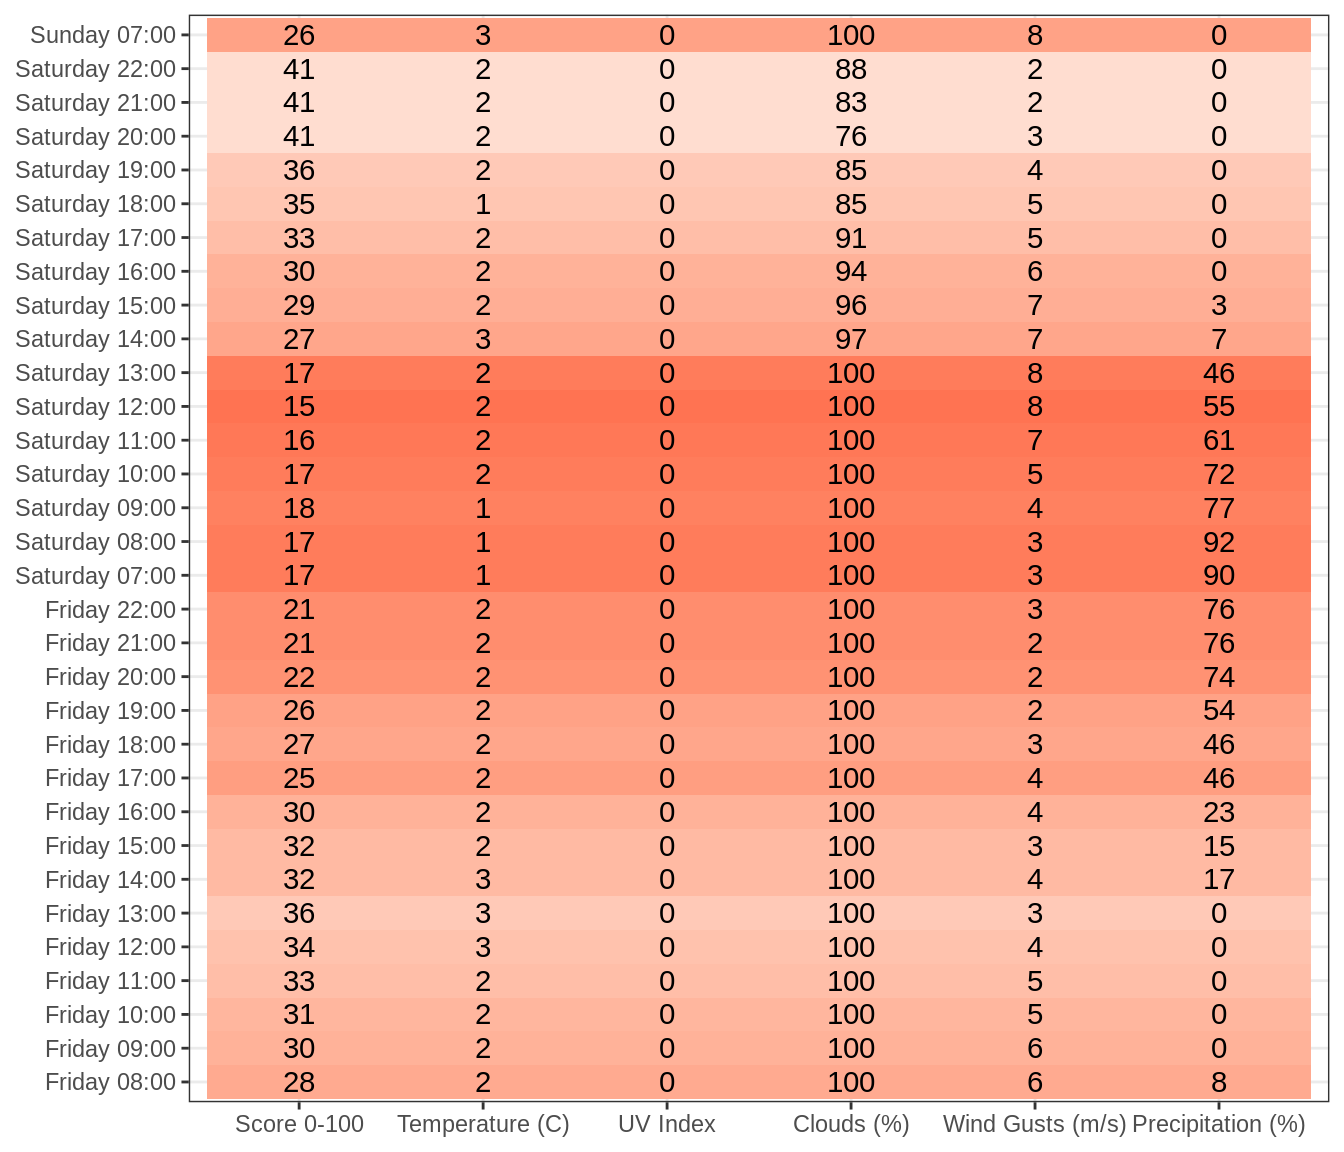 Sunday 07:00 26 3 0 100 8 0
Saturday 22:00 41 2 0 88 2 0
Saturday 21:00 41 2 0 83 2 0
Saturday 20:00 41 2 0 76 3 0
Saturday 19:00 36 2 0 85 4 0
Saturday 18:00 35 1 0 85 5 0
Saturday 17:00 33 2 0 91 5 0
Saturday 16:00 30 2 0 94 6 0
Saturday 15:00 29 2 0 96 7 3
Saturday 14:00 27 3 0 97 7 7
Saturday 13:00 17 2 0 100 8 46
Saturday 12:00 15 2 0 100 8 55
Saturday 11:00 16 2 0 100 7 61
Saturday 10:00 17 2 0 100 5 72
Saturday 09:00 18 1 0 100 4 77
Saturday 08:00 17 1 0 100 3 92
Saturday 07:00 17 1 0 100 3 90
Friday 22:00 21 2 0 100 3 76
Friday 21:00 21 2 0 100 2 76
Friday 20:00 22 2 0 100 2 74
Friday 19:00 26 2 0 100 2 54
Friday 18:00 27 2 0 100 3 46
Friday 17:00 25 2 0 100 4 46
Friday 16:00 30 2 0 100 4 23
Friday 15:00 32 2 0 100 3 15
Friday 14:00 32 3 0 100 4 17
Friday 13:00 36 3 0 100 3 0
Friday 12:00 34 3 0 100 4 0
Friday 11:00 33 2 0 100 5 0
Friday 10:00 31 2 0 100 5 0
Friday 09:00 30 2 0 100 6 0
Friday 08:00 28 2 0 100 6 8
Score 0-100 Temperature (C) UV Index Clouds (%) Wind Gusts (m/s) Precipitation (%)